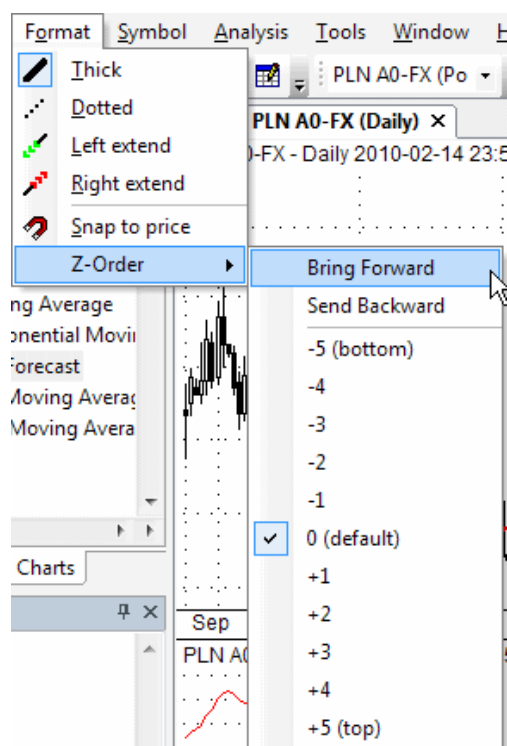 Format Symbol Analysis Tools Window H
Thick
PLN A0-FX (Po
Dotted
PLN A0-FX (Daily)
Left extend
-FX - Daily 2010-02-14 23:5
Right extend
Snap to price
Z-Order
Bring Forward
Send Backward
-5 (bottom)
-4
-3
-2
-1
0 (default)
+1
+2
+3
+4
+5 (top)
ng Average
onential Movi
orecast
Moving Averag
Moving Avera
Charts
Sep
PLN A0